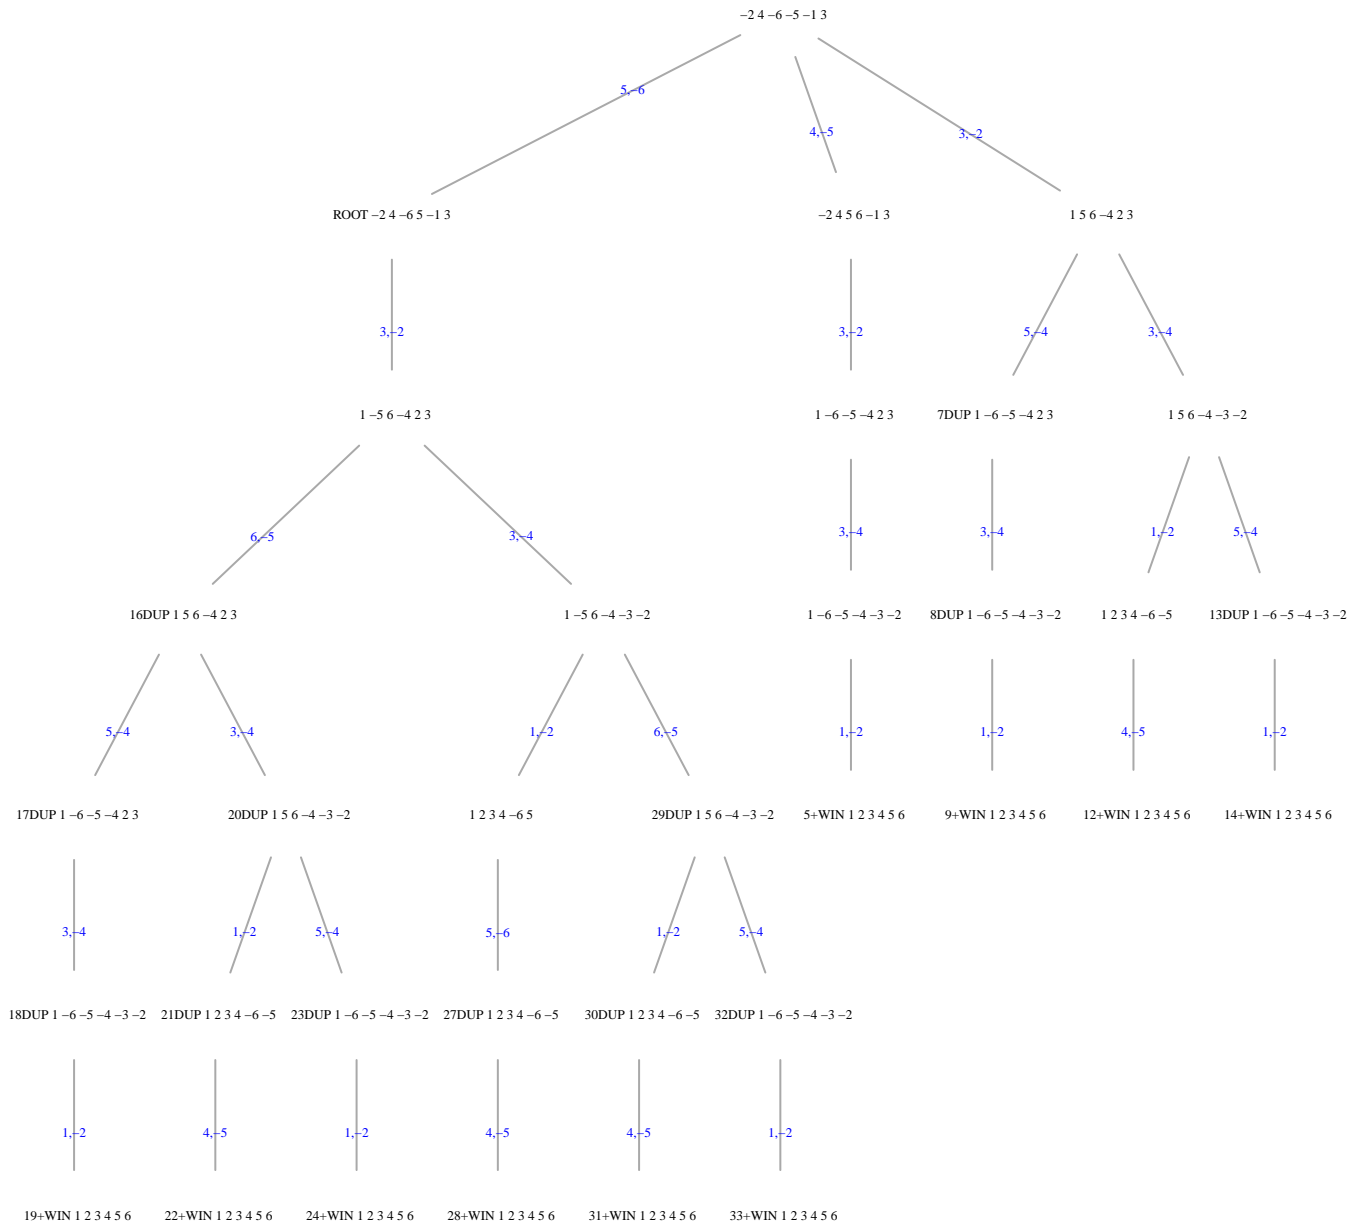 −2 4 −6 −5 −1 3
5,−6
4,−5
3,−2
ROOT −2 4 −6 5 −1 3
−2 4 5 6 −1 3
1 5 6 −4 2 3
3,−2
3,−2
5,−4
3,−4
1 −5 6 −4 2 3
1 −6 −5 −4 2 3
7DUP 1 −6 −5 −4 2 3
1 5 6 −4 −3 −2
6,−5
3,−4
3,−4
3,−4
1,−2
5,−4
16DUP 1 5 6 −4 2 3
1 −5 6 −4 −3 −2
1 −6 −5 −4 −3 −2
8DUP 1 −6 −5 −4 −3 −2
1 2 3 4 −6 −5
13DUP 1 −6 −5 −4 −3 −2
5,−4
3,−4
1,−2
6,−5
1,−2
1,−2
4,−5
1,−2
17DUP 1 −6 −5 −4 2 3
20DUP 1 5 6 −4 −3 −2
1 2 3 4 −6 5
29DUP 1 5 6 −4 −3 −2
5+WIN 1 2 3 4 5 6
9+WIN 1 2 3 4 5 6
12+WIN 1 2 3 4 5 6
14+WIN 1 2 3 4 5 6
3,−4
1,−2
5,−4
5,−6
1,−2
5,−4
18DUP 1 −6 −5 −4 −3 −2
21DUP 1 2 3 4 −6 −5
23DUP 1 −6 −5 −4 −3 −2
27DUP 1 2 3 4 −6 −5
30DUP 1 2 3 4 −6 −5
32DUP 1 −6 −5 −4 −3 −2
1,−2
4,−5
1,−2
4,−5
4,−5
1,−2
19+WIN 1 2 3 4 5 6
22+WIN 1 2 3 4 5 6
24+WIN 1 2 3 4 5 6
28+WIN 1 2 3 4 5 6
31+WIN 1 2 3 4 5 6
33+WIN 1 2 3 4 5 6